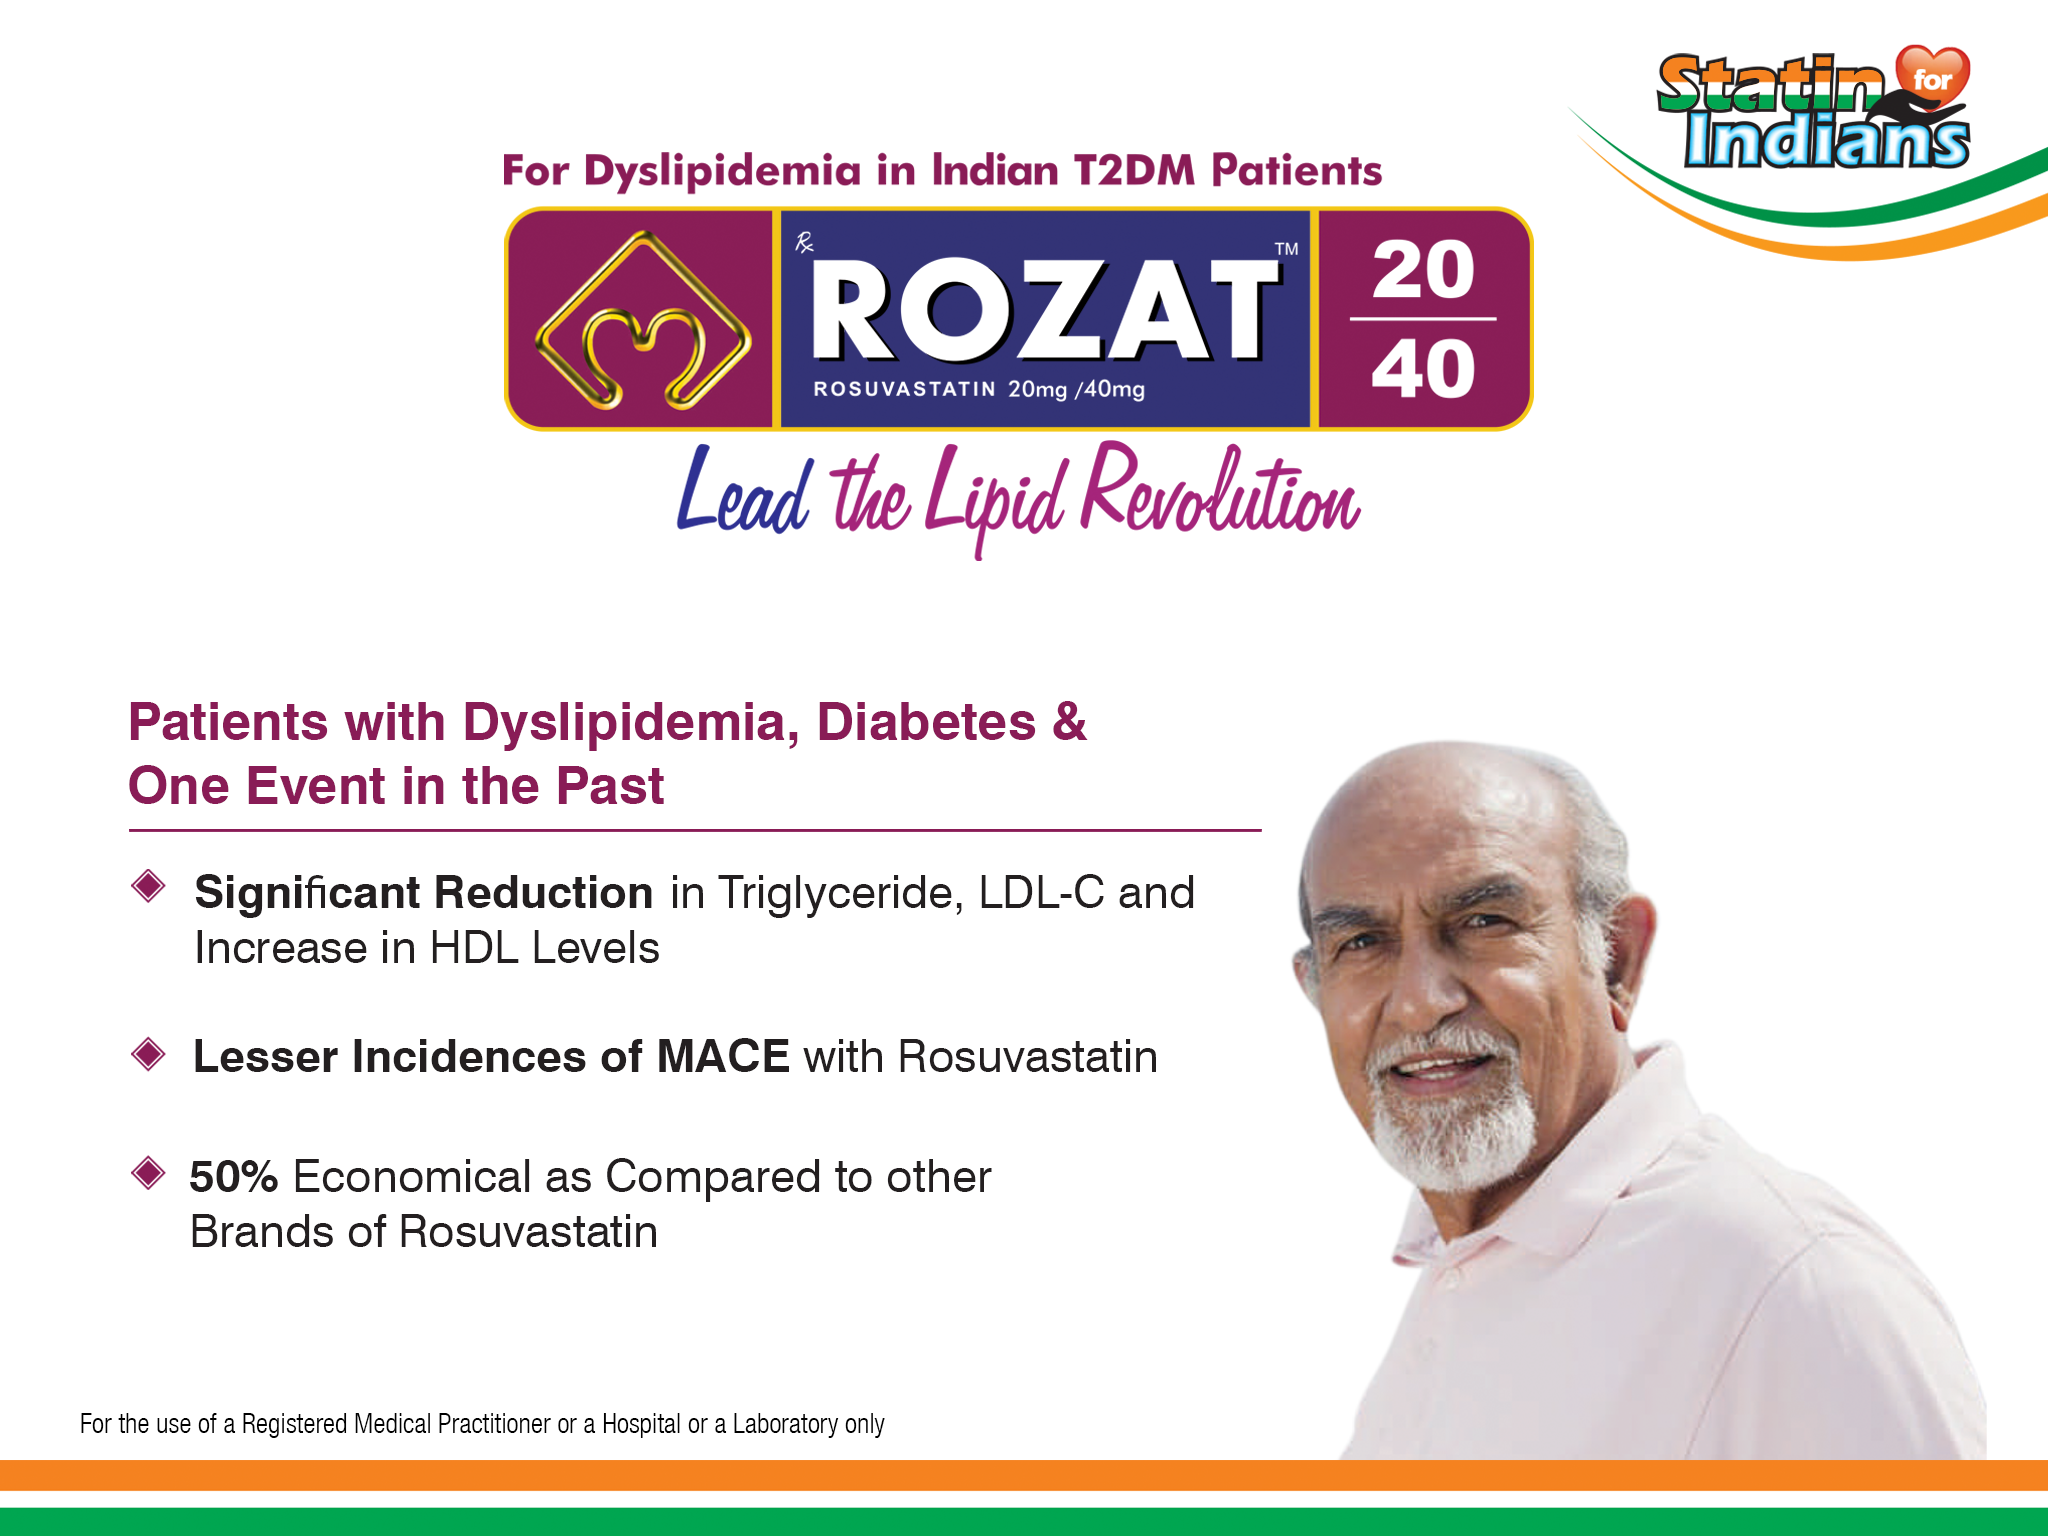 Statin for
Indians
For Dyslipidemia in Indian T2DM Patients
Rx ROZAT™
ROSUVASTATIN 20mg /40mg
20
40
Lead the Lipid Revolution
Patients with Dyslipidemia, Diabetes &
One Event in the Past
Significant Reduction in Triglyceride, LDL-C and
Increase in HDL Levels
Lesser Incidences of MACE with Rosuvastatin
50% Economical as Compared to other
Brands of Rosuvastatin
For the use of a Registered Medical Practitioner or a Hospital or a Laboratory only